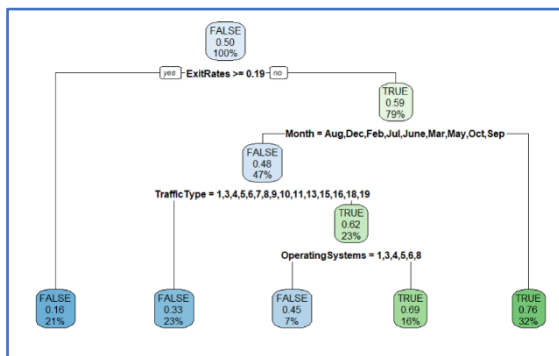 FALSE
0.50
100%
yes ExitRates >= 0.19 no
TRUE
0.59
79%
Month = Aug,Dec,Feb,Jul,June,Mar,May,Oct,Sep
FALSE
0.48
47%
TrafficType = 1,3,4,5,6,7,8,9,10,11,13,15,16,18,19
TRUE
0.62
23%
OperatingSystems = 1,3,4,5,6,8
FALSE
0.16
21%
FALSE
0.33
23%
FALSE
0.45
7%
TRUE
0.69
16%
TRUE
0.76
32%